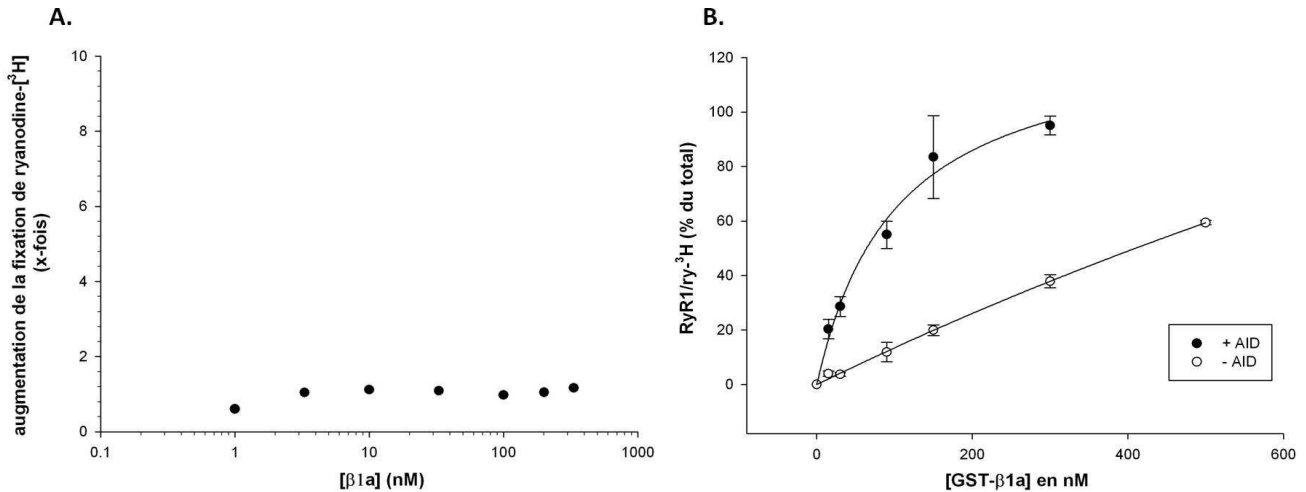 A.
augmentation de la fixation de ryanodine-[³H]
(x-fois)
10
8
6
4
2
0
0.1
1
10
100
1000
[β1a] (nM)
B.
RyR1/ry-³H (% du total)
120
100
80
60
40
20
0
0
200
400
600
[GST-β1a] en nM
+ AID
- AID